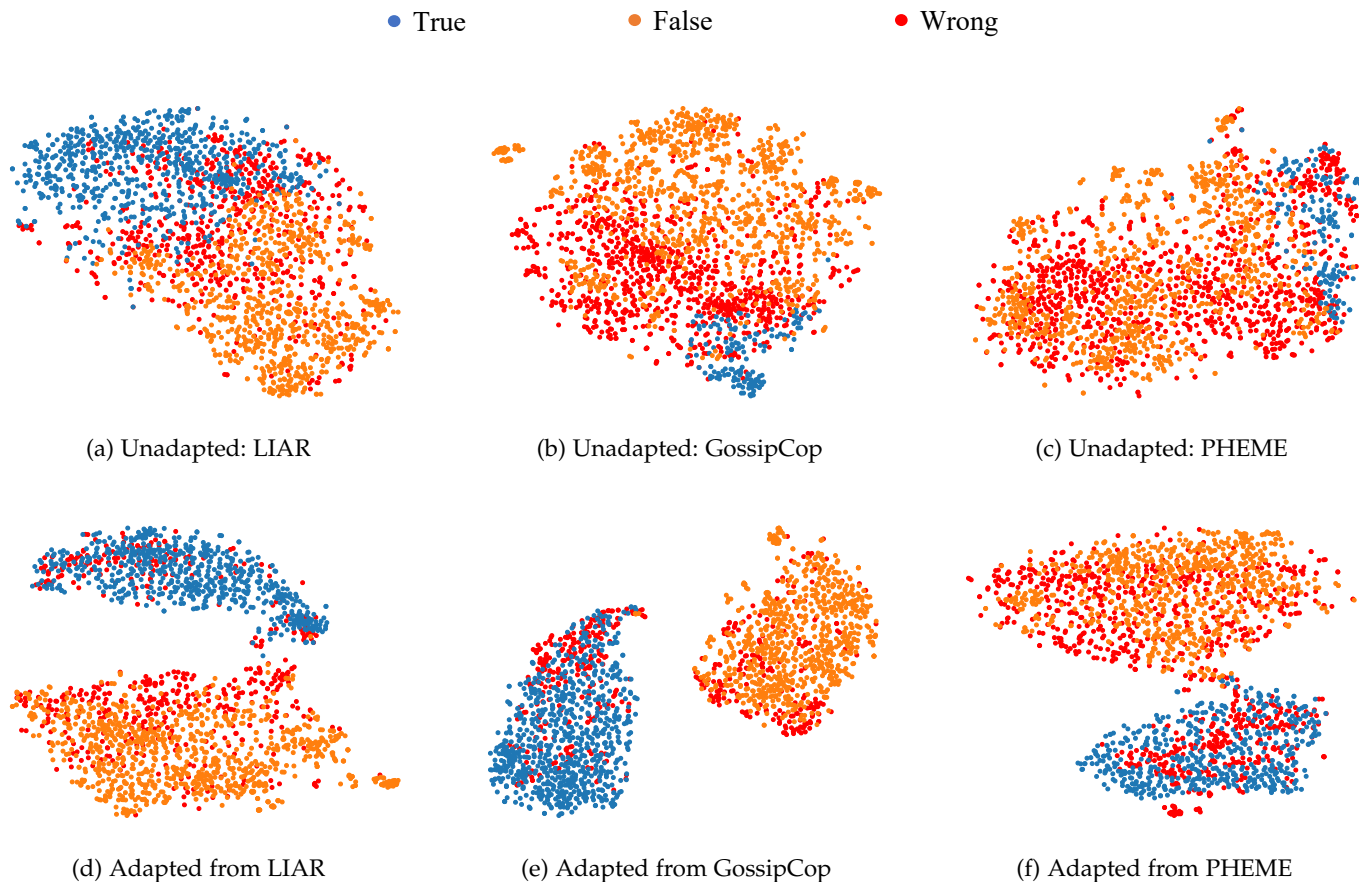 True False Wrong
(a) Unadapted: LIAR (b) Unadapted: GossipCop (c) Unadapted: PHEME
(d) Adapted from LIAR (e) Adapted from GossipCop (f) Adapted from PHEME